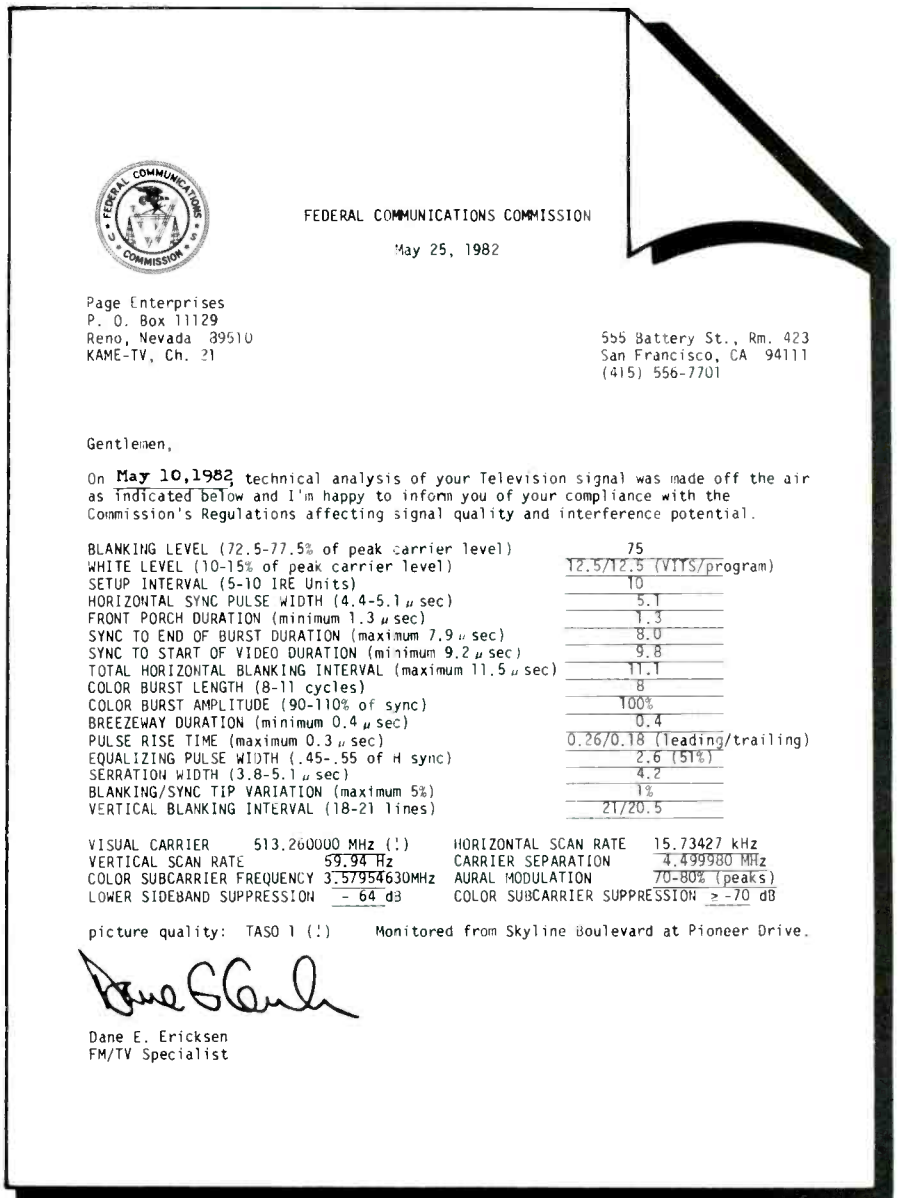 FEDERAL COMMUNICATIONS COMMISSION
FEDERAL COMMUNICATIONS COMMISSION
May 25, 1982
Page Enterprises
P. O. Box 11129
Reno, Nevada 89510
KAME-TV, Ch. 21
555 Battery St., Rm. 423
San Francisco, CA 94111
(415) 556-7701
Gentlemen,
On May 10,1982, technical analysis of your Television signal was made off the air
as indicated below and I'm happy to inform you of your compliance with the
Commission's Regulations affecting signal quality and interference potential.
BLANKING LEVEL (72.5-77.5% of peak carrier level) 75
WHITE LEVEL (10-15% of peak carrier level) 12.5/12.5 (VITS/program)
SETUP INTERVAL (5-10 IRE Units) 10
HORIZONTAL SYNC PULSE WIDTH (4.4-5.1 μ sec) 5.1
FRONT PORCH DURATION (minimum 1.3 μ sec) 1.3
SYNC TO END OF BURST DURATION (maximum 7.9 μ sec) 8.0
SYNC TO START OF VIDEO DURATION (minimum 9.2 μ sec) 9.8
TOTAL HORIZONTAL BLANKING INTERVAL (maximum 11.5 μ sec) 11.1
COLOR BURST LENGTH (8-11 cycles) 8
COLOR BURST AMPLITUDE (90-110% of sync) 100%
BREEZEWAY DURATION (minimum 0.4 μ sec) 0.4
PULSE RISE TIME (maximum 0.3 μ sec) 0.26/0.18 (leading/trailing)
EQUALIZING PULSE WIDTH (.45-.55 of H sync) 2.6 (51%)
SERRATION WIDTH (3.8-5.1 μ sec) 4.2
BLANKING/SYNC TIP VARIATION (maximum 5%) 1%
VERTICAL BLANKING INTERVAL (18-21 lines) 21/20.5
VISUAL CARRIER 513.260000 MHz (!) HORIZONTAL SCAN RATE 15.73427 kHz
VERTICAL SCAN RATE 59.94 Hz CARRIER SEPARATION 4.499980 MHz
COLOR SUBCARRIER FREQUENCY 3.57954630MHz AURAL MODULATION 70-80% (peaks)
LOWER SIDEBAND SUPPRESSION - 64 dB COLOR SUBCARRIER SUPPRESSION ≥ -70 dB
picture quality: TASO 1 (!) Monitored from Skyline Boulevard at Pioneer Drive.
Dane E. Ericksen
FM/TV Specialist